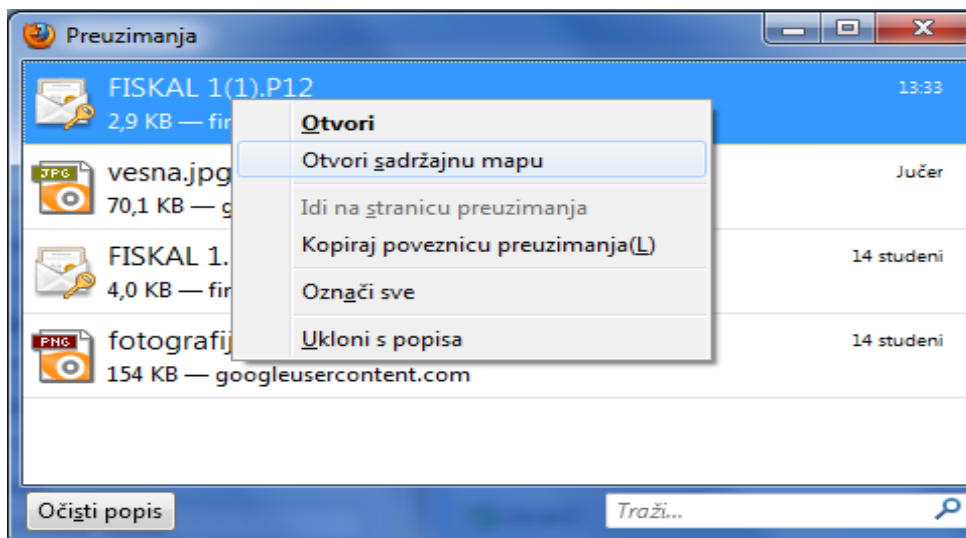 Preuzimanja
FISKAL 1(1).P12
13:33
2,9 KB — fir
Otvori
Otvori sadržajnu mapu
JPG
vesna.jpg
Jučer
70,1 KB — g
Idi na stranicu preuzimanja
Kopiraj poveznicu preuzimanja(L)
FISKAL 1.
14 studeni
4,0 KB — fir
Označi sve
Ukloni s popisa
PNG
fotografij
14 studeni
154 KB — googleusercontent.com
Očisti popis
Traži...